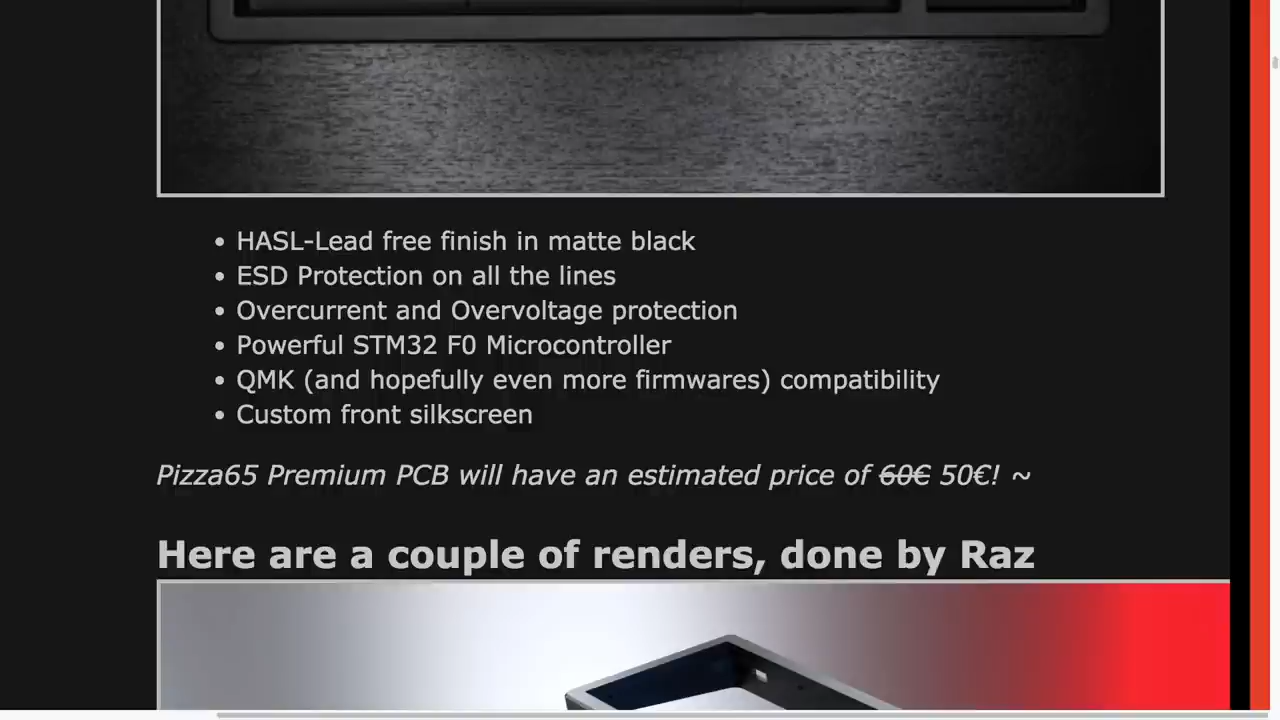 • HASL-Lead free finish in matte black
• ESD Protection on all the lines
• Overcurrent and Overvoltage protection
• Powerful STM32 F0 Microcontroller
• QMK (and hopefully even more firmwares) compatibility
• Custom front silkscreen
Pizza65 Premium PCB will have an estimated price of 60€ 50€! ~
Here are a couple of renders, done by Raz